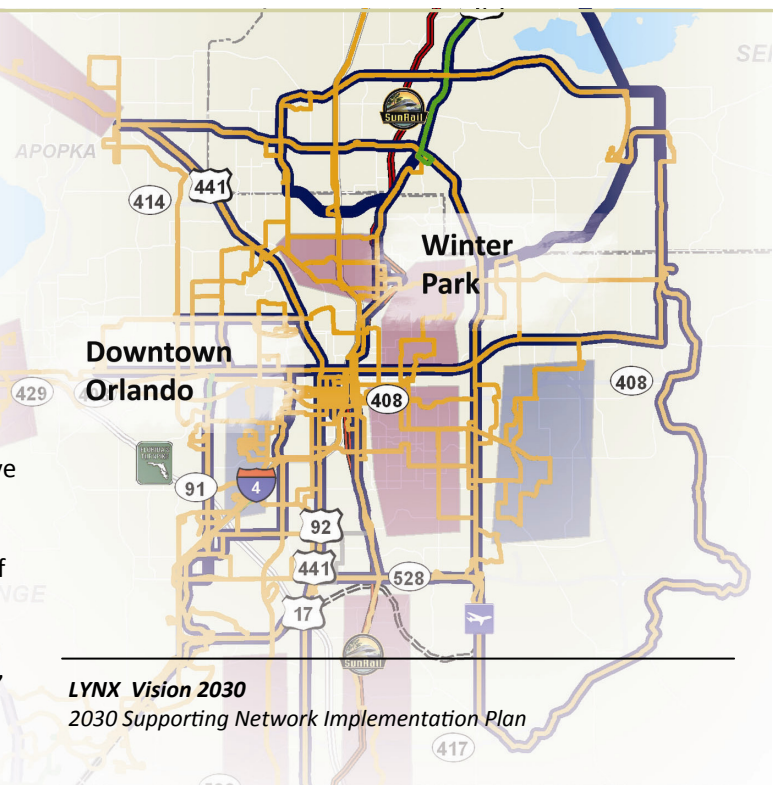 SunRail
APOPKA
441
414
Winter
Park
Downtown
Orlando
408
408
429
ve
91
4
92
f
441
528
17
SunRail
LYNX Vision 2030
2030 Supporting Network Implementation Plan
417